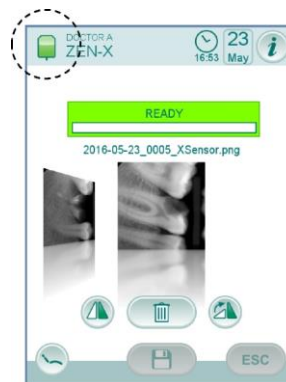 DOCTOR A
ZEN-X
16:53
23
May
i
READY
2016-05-23_0005_XSensor.png
ESC